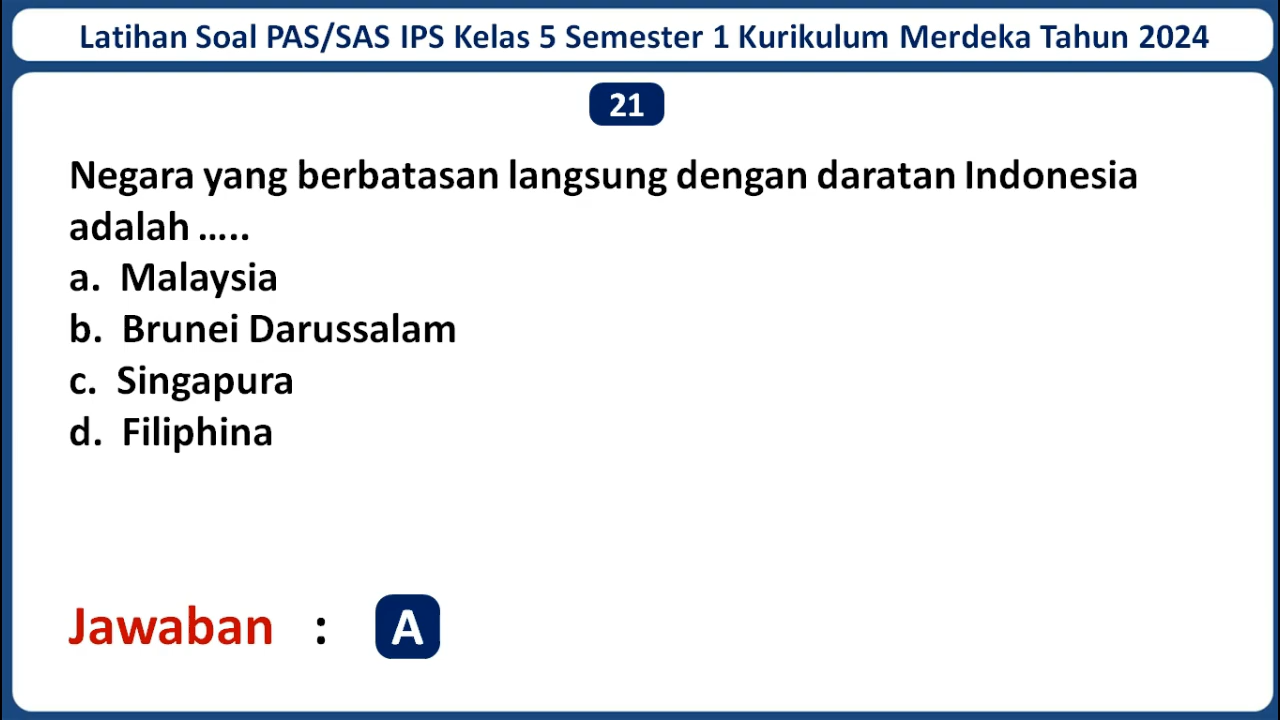 Latihan Soal PAS/SAS IPS Kelas 5 Semester 1 Kurikulum Merdeka Tahun 2024
21
Negara yang berbatasan langsung dengan daratan Indonesia
adalah .....
a. Malaysia
b. Brunei Darussalam
c. Singapura
d. Filiphina
Jawaban : A